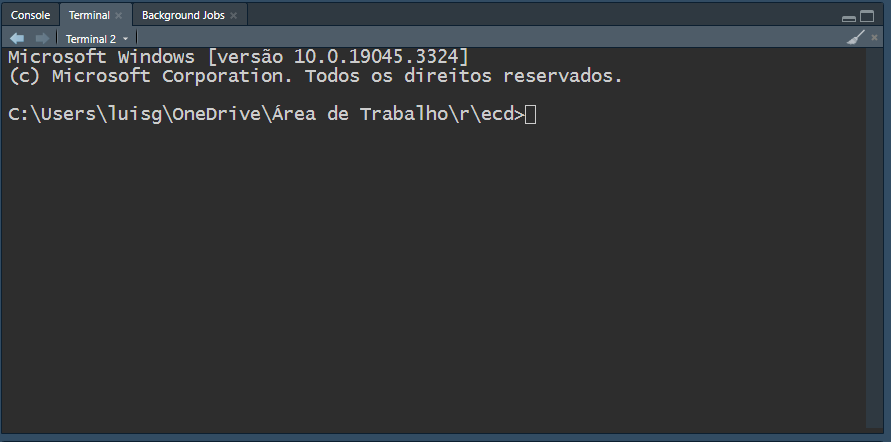 Console Terminal Background Jobs
Terminal 2
Microsoft Windows [versão 10.0.19045.3324]
(c) Microsoft Corporation. Todos os direitos reservados.
C:\Users\luisg\OneDrive\Área de Trabalho\r\ecd>